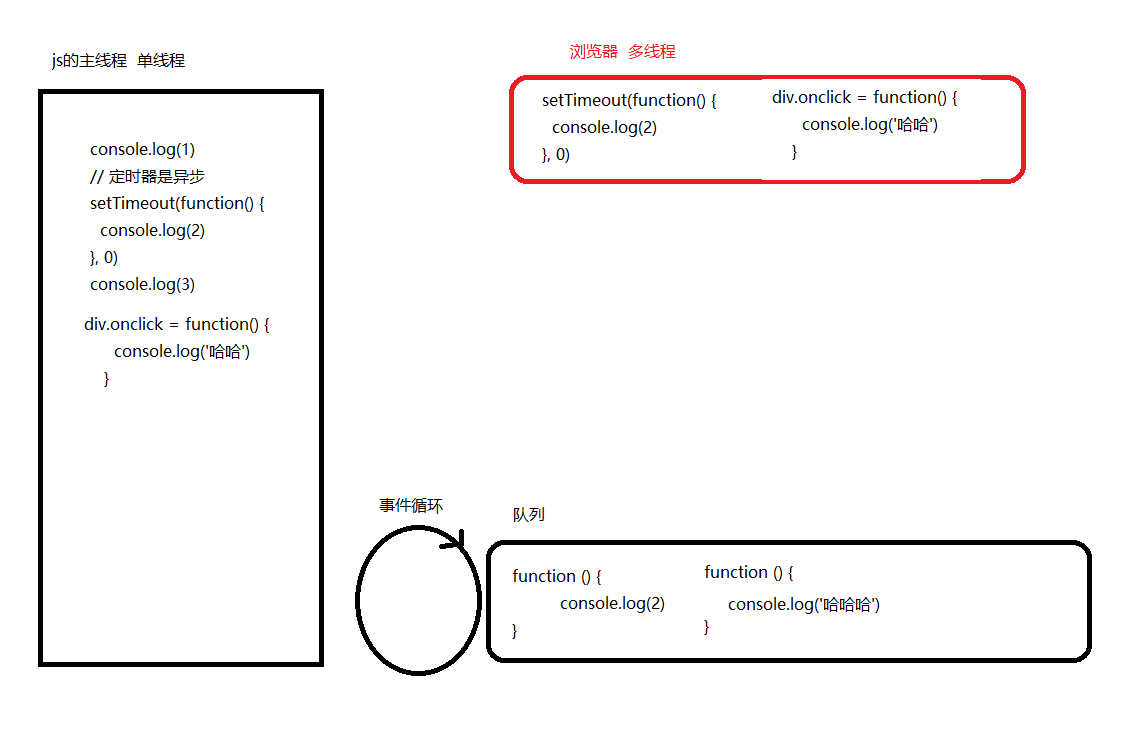 js的主线程 单线程
console.log(1)
// 定时器是异步
setTimeout(function() {
console.log(2)
}, 0)
console.log(3)
div.onclick = function() {
console.log('哈哈')
}
浏览器 多线程
setTimeout(function() {
console.log(2)
}, 0)
div.onclick = function() {
console.log('哈哈')
}
事件循环
队列
function () {
console.log(2)
}
function () {
console.log('哈哈哈')
}